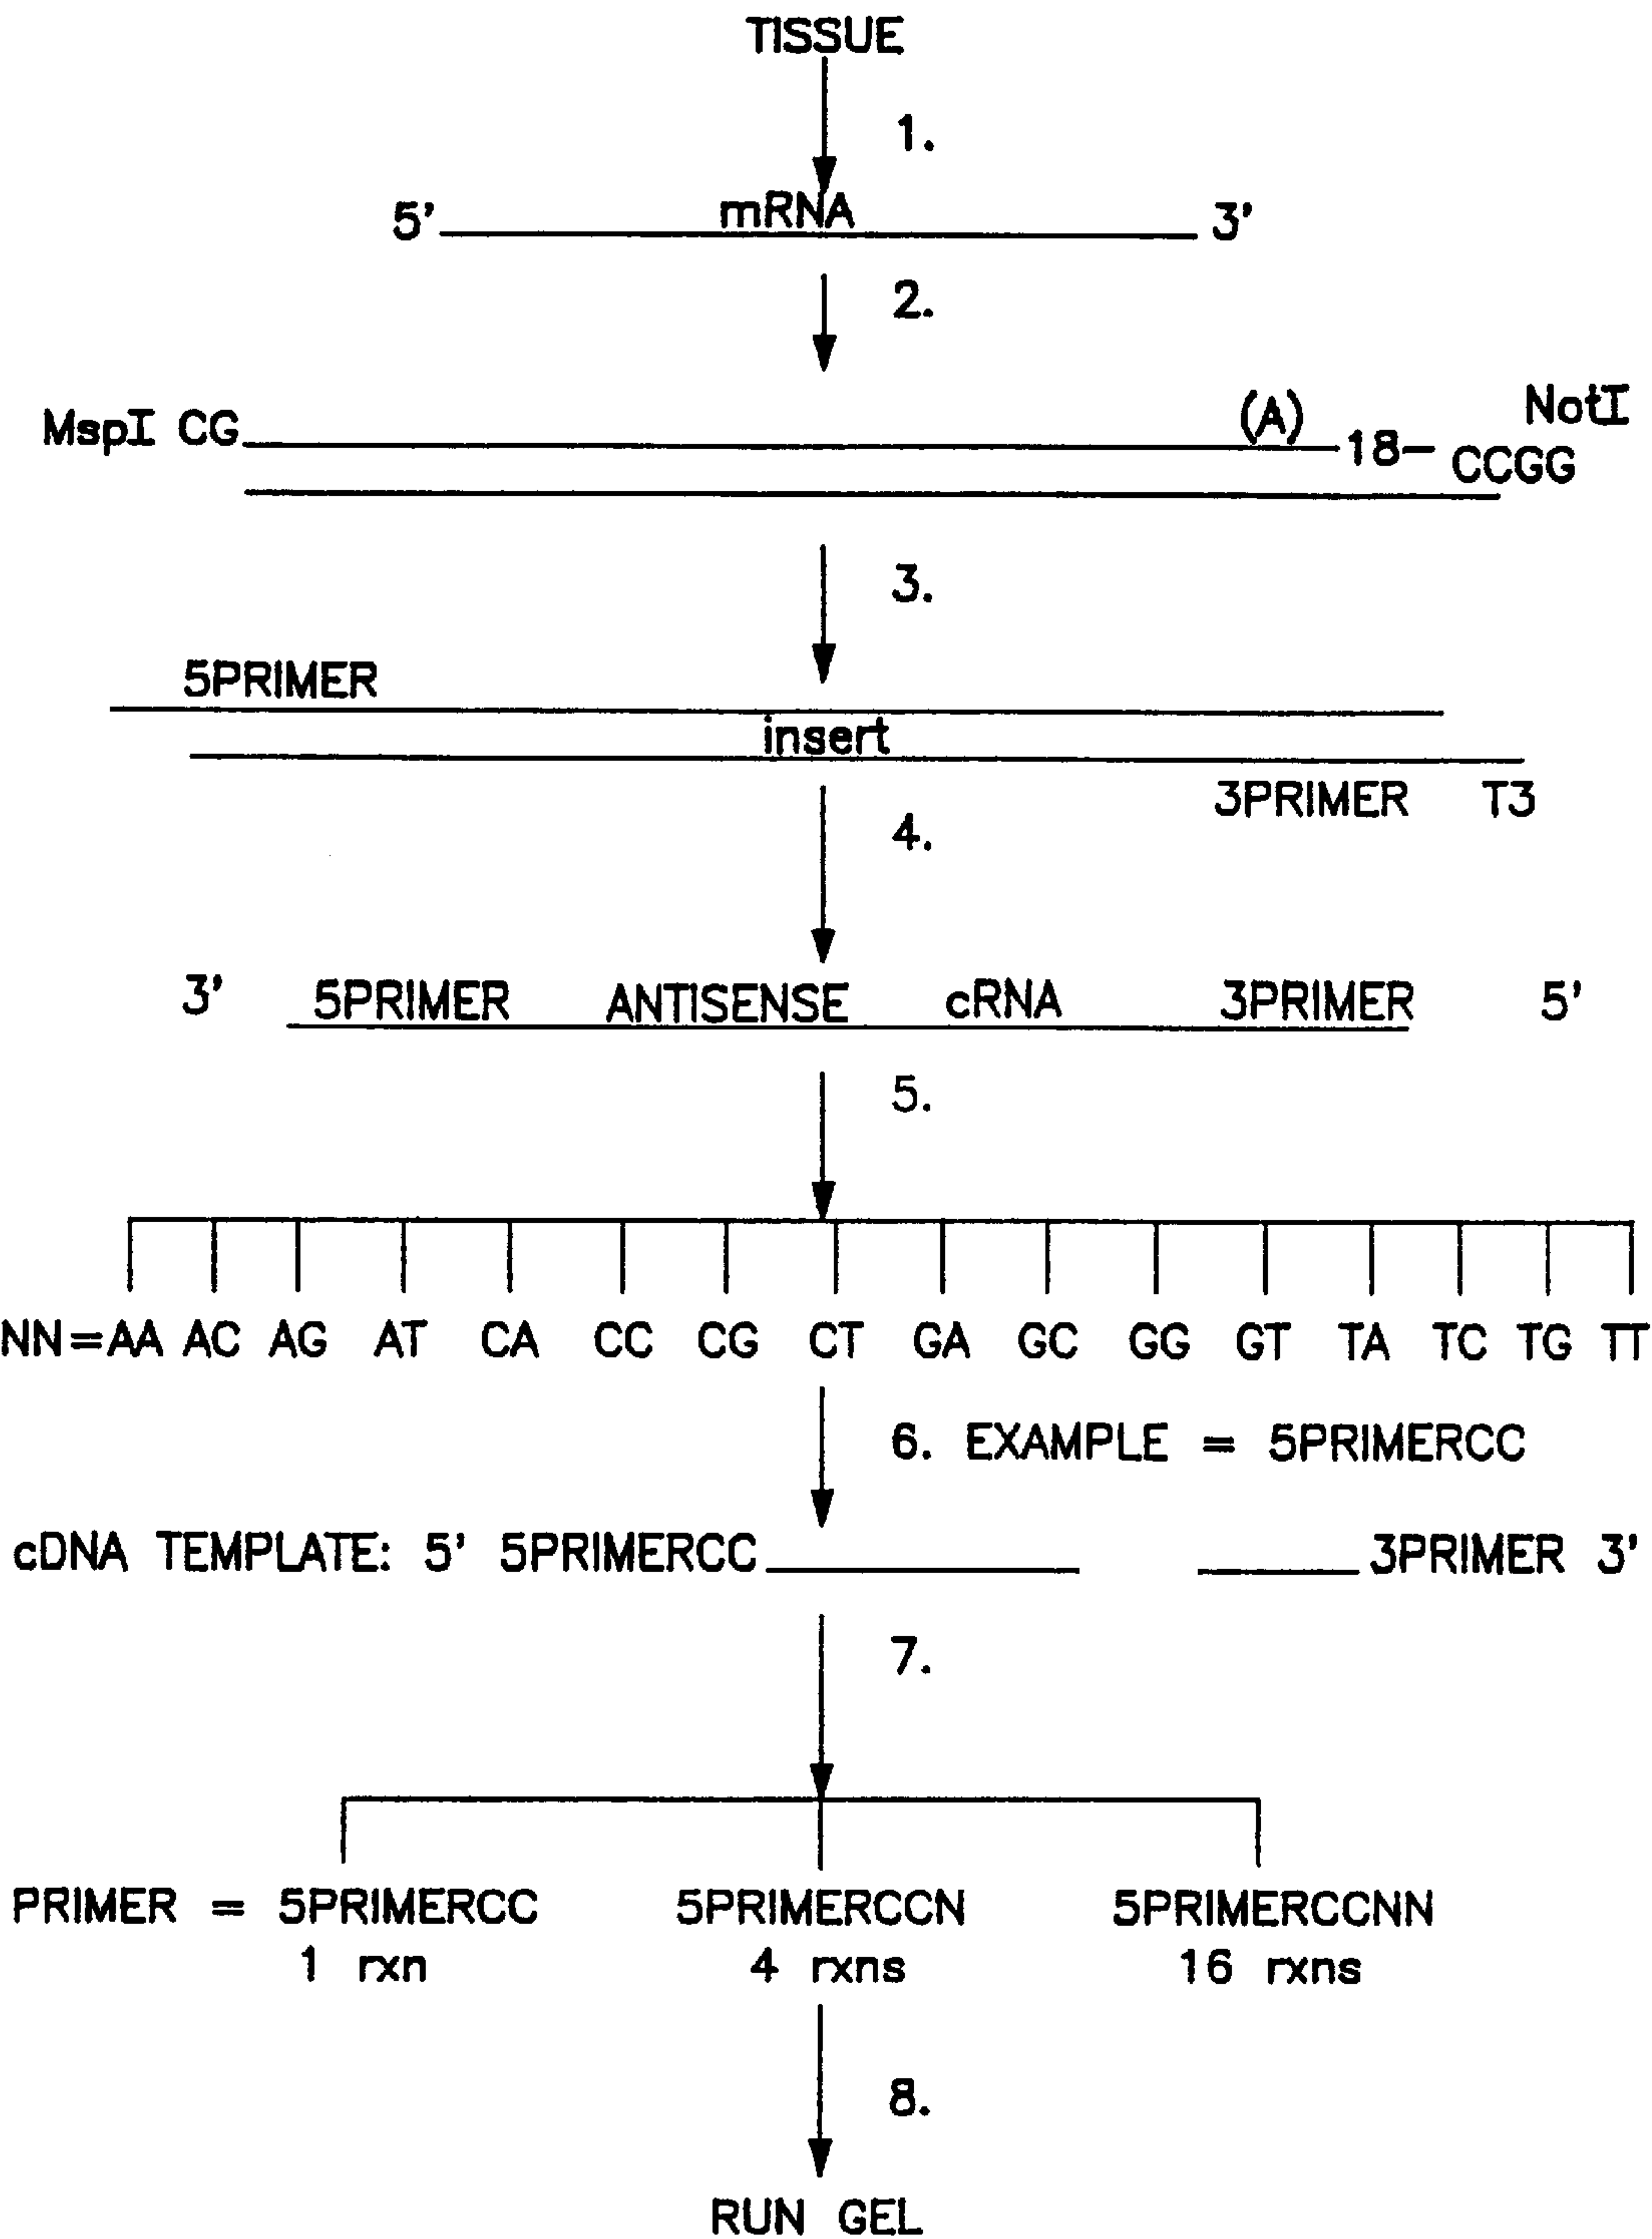 TISSUE
1.
5' mRNA 3'
2.
MspI CG (A) 18- NotI
CCGG
3.
5PRIMER
insert
3PRIMER T3
4.
3' 5PRIMER ANTISENSE cRNA 3PRIMER 5'
5.
NN=AA AC AG AT CA CC CG CT GA GC GG GT TA TC TG TT
6. EXAMPLE = 5PRIMERCC
cDNA TEMPLATE: 5' 5PRIMERCC 3PRIMER 3'
7.
PRIMER = 5PRIMERCC 5PRIMERCCN 5PRIMERCCNN
1 rxn 4 rxns 16 rxns
8.
RUN GEL